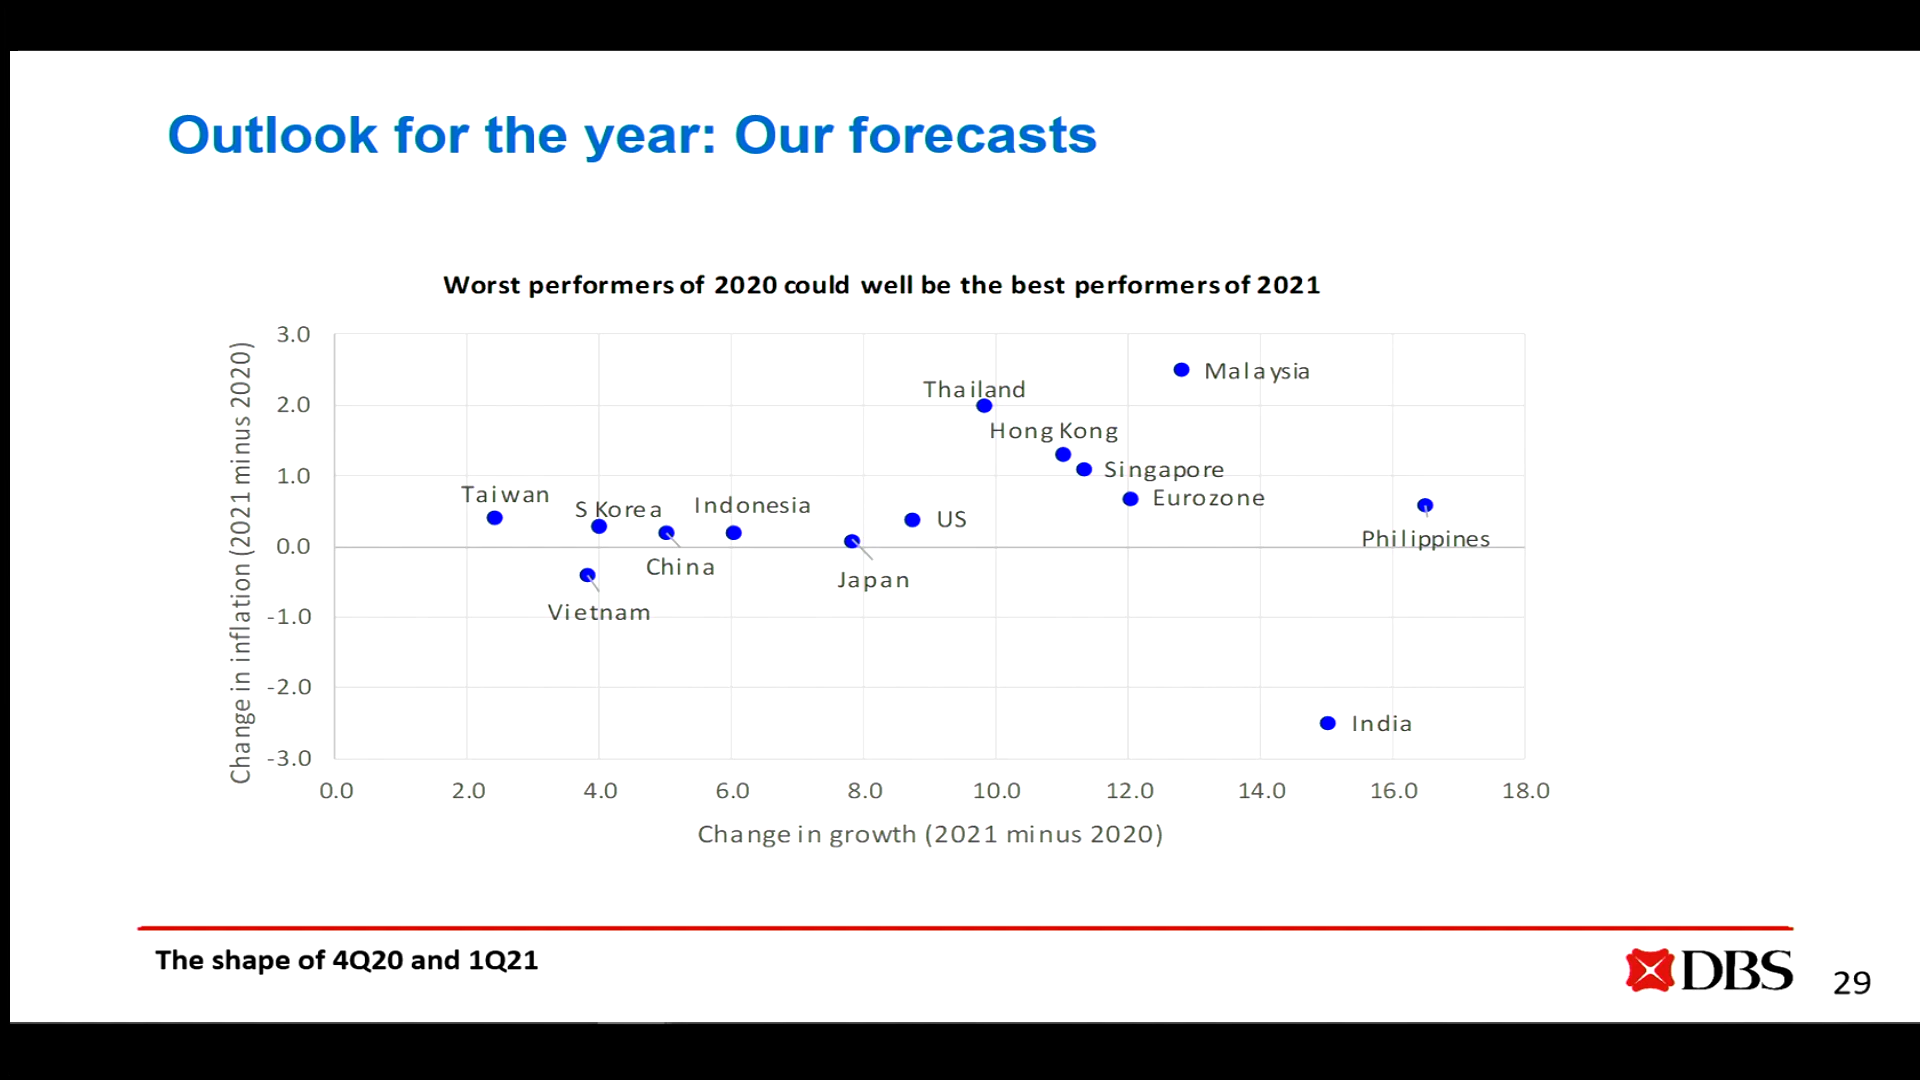 Outlook for the year: Our forecasts
Worst performers of 2020 could well be the best performers of 2021
Change in inflation (2021 minus 2020)
3.0
2.0
1.0
0.0
-1.0
-2.0
-3.0
Malaysia
Thailand
Hong Kong
Singapore
Taiwan
S Korea
Indonesia
US
Eurozone
Philippines
China
Japan
Vietnam
India
0.0 2.0 4.0 6.0 8.0 10.0 12.0 14.0 16.0 18.0
Change in growth (2021 minus 2020)
The shape of 4Q20 and 1Q21
DBS
29